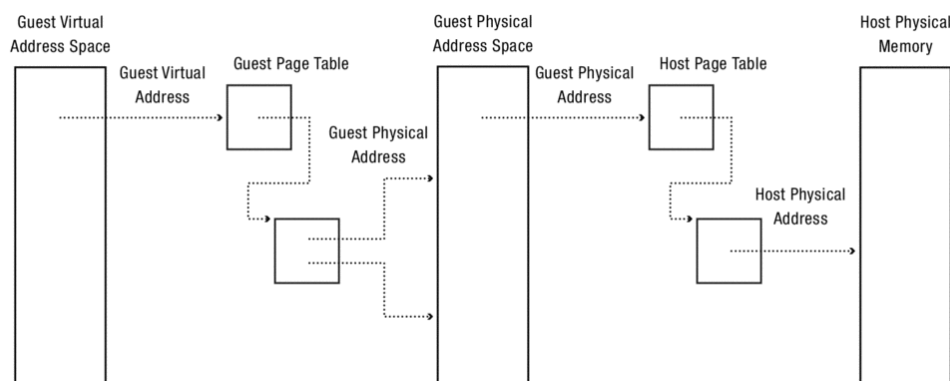 Guest Virtual
Address Space
Guest Physical
Address Space
Host Physical
Memory
Guest Virtual
Address
Guest Page Table
Guest Physical
Address
Guest Physical
Address
Host Page Table
Host Physical
Address